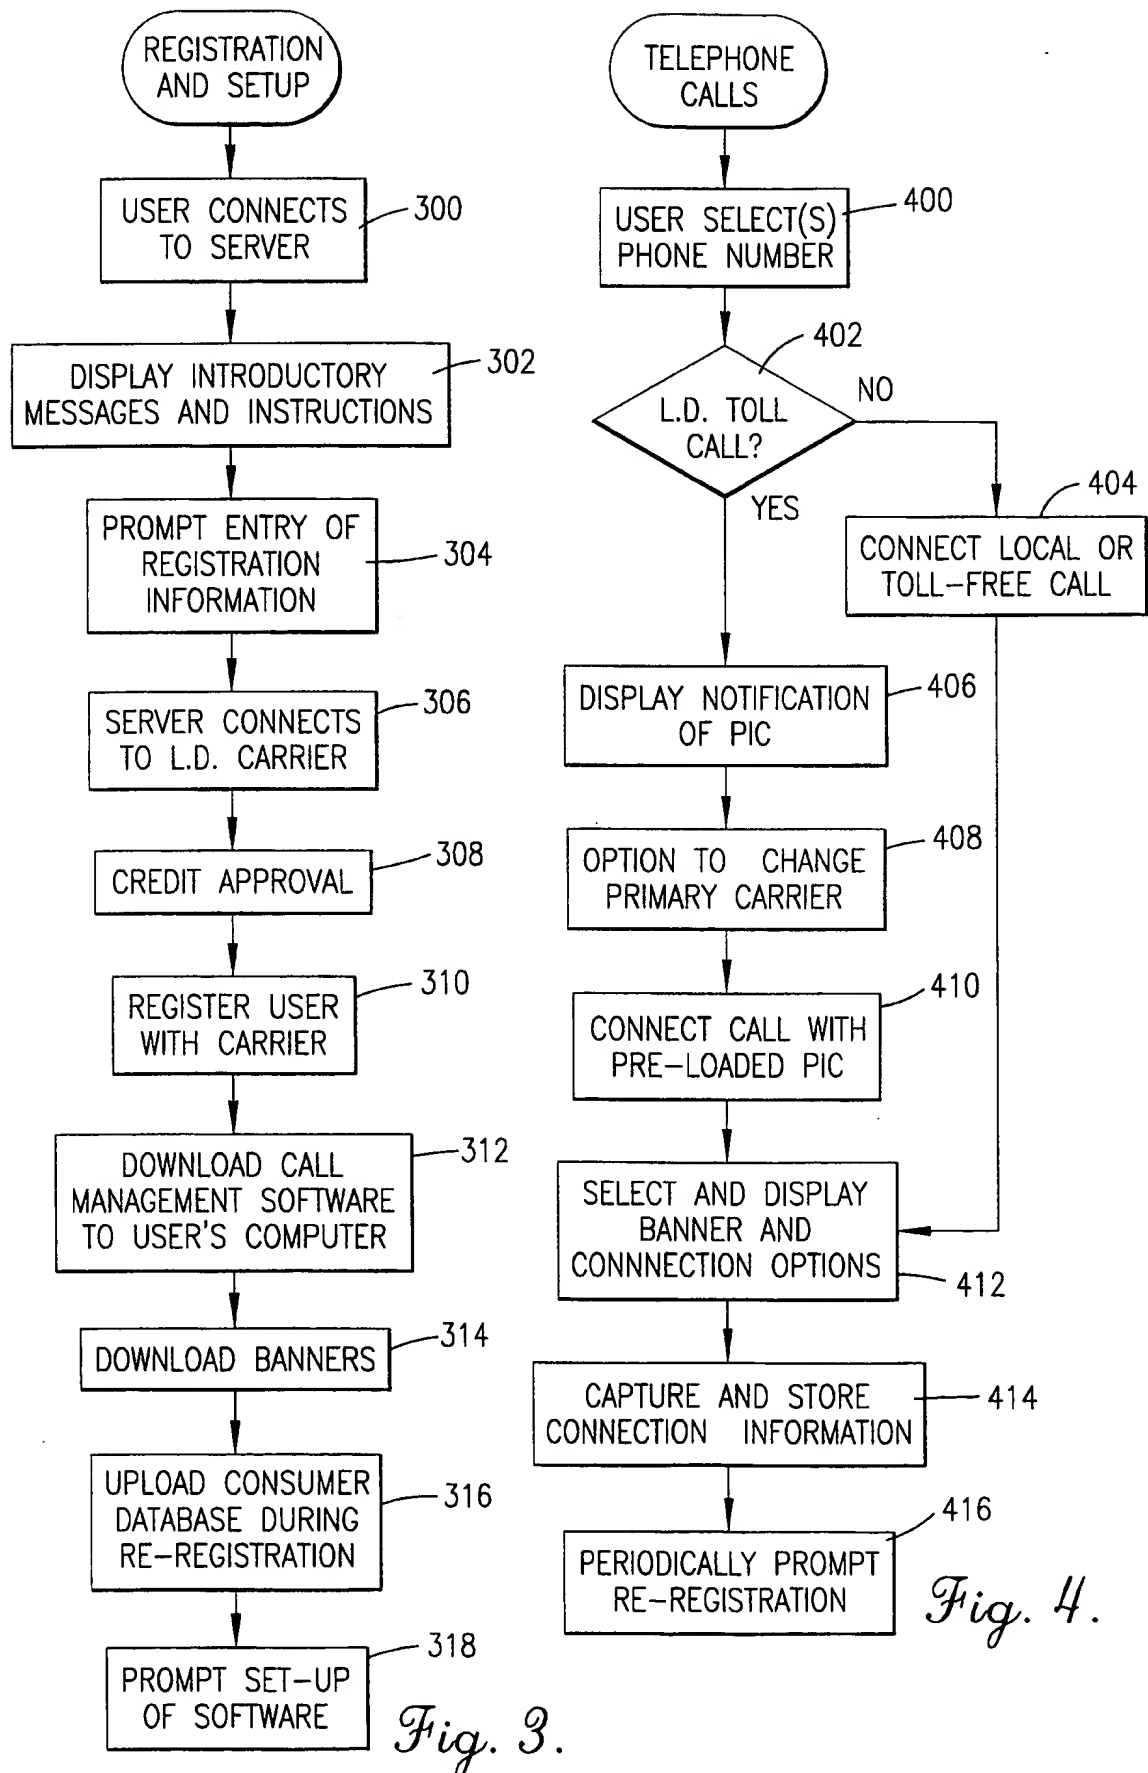 REGISTRATION
AND SETUP
USER CONNECTS
TO SERVER
300
DISPLAY INTRODUCTORY
MESSAGES AND INSTRUCTIONS
302
PROMPT ENTRY OF
REGISTRATION
INFORMATION
304
SERVER CONNECTS
TO L.D. CARRIER
306
CREDIT APPROVAL
308
REGISTER USER
WITH CARRIER
310
DOWNLOAD CALL
MANAGEMENT SOFTWARE
TO USER'S COMPUTER
312
DOWNLOAD BANNERS
314
UPLOAD CONSUMER
DATABASE DURING
RE-REGISTRATION
316
PROMPT SET-UP
OF SOFTWARE
318
Fig. 3.
TELEPHONE
CALLS
USER SELECT(S)
PHONE NUMBER
400
L.D. TOLL
CALL?
402
NO
YES
CONNECT LOCAL OR
TOLL-FREE CALL
404
DISPLAY NOTIFICATION
OF PIC
406
OPTION TO CHANGE
PRIMARY CARRIER
408
CONNECT CALL WITH
PRE-LOADED PIC
410
SELECT AND DISPLAY
BANNER AND
CONNNECTION OPTIONS
412
CAPTURE AND STORE
CONNECTION INFORMATION
414
PERIODICALLY PROMPT
RE-REGISTRATION
416
Fig. 4.